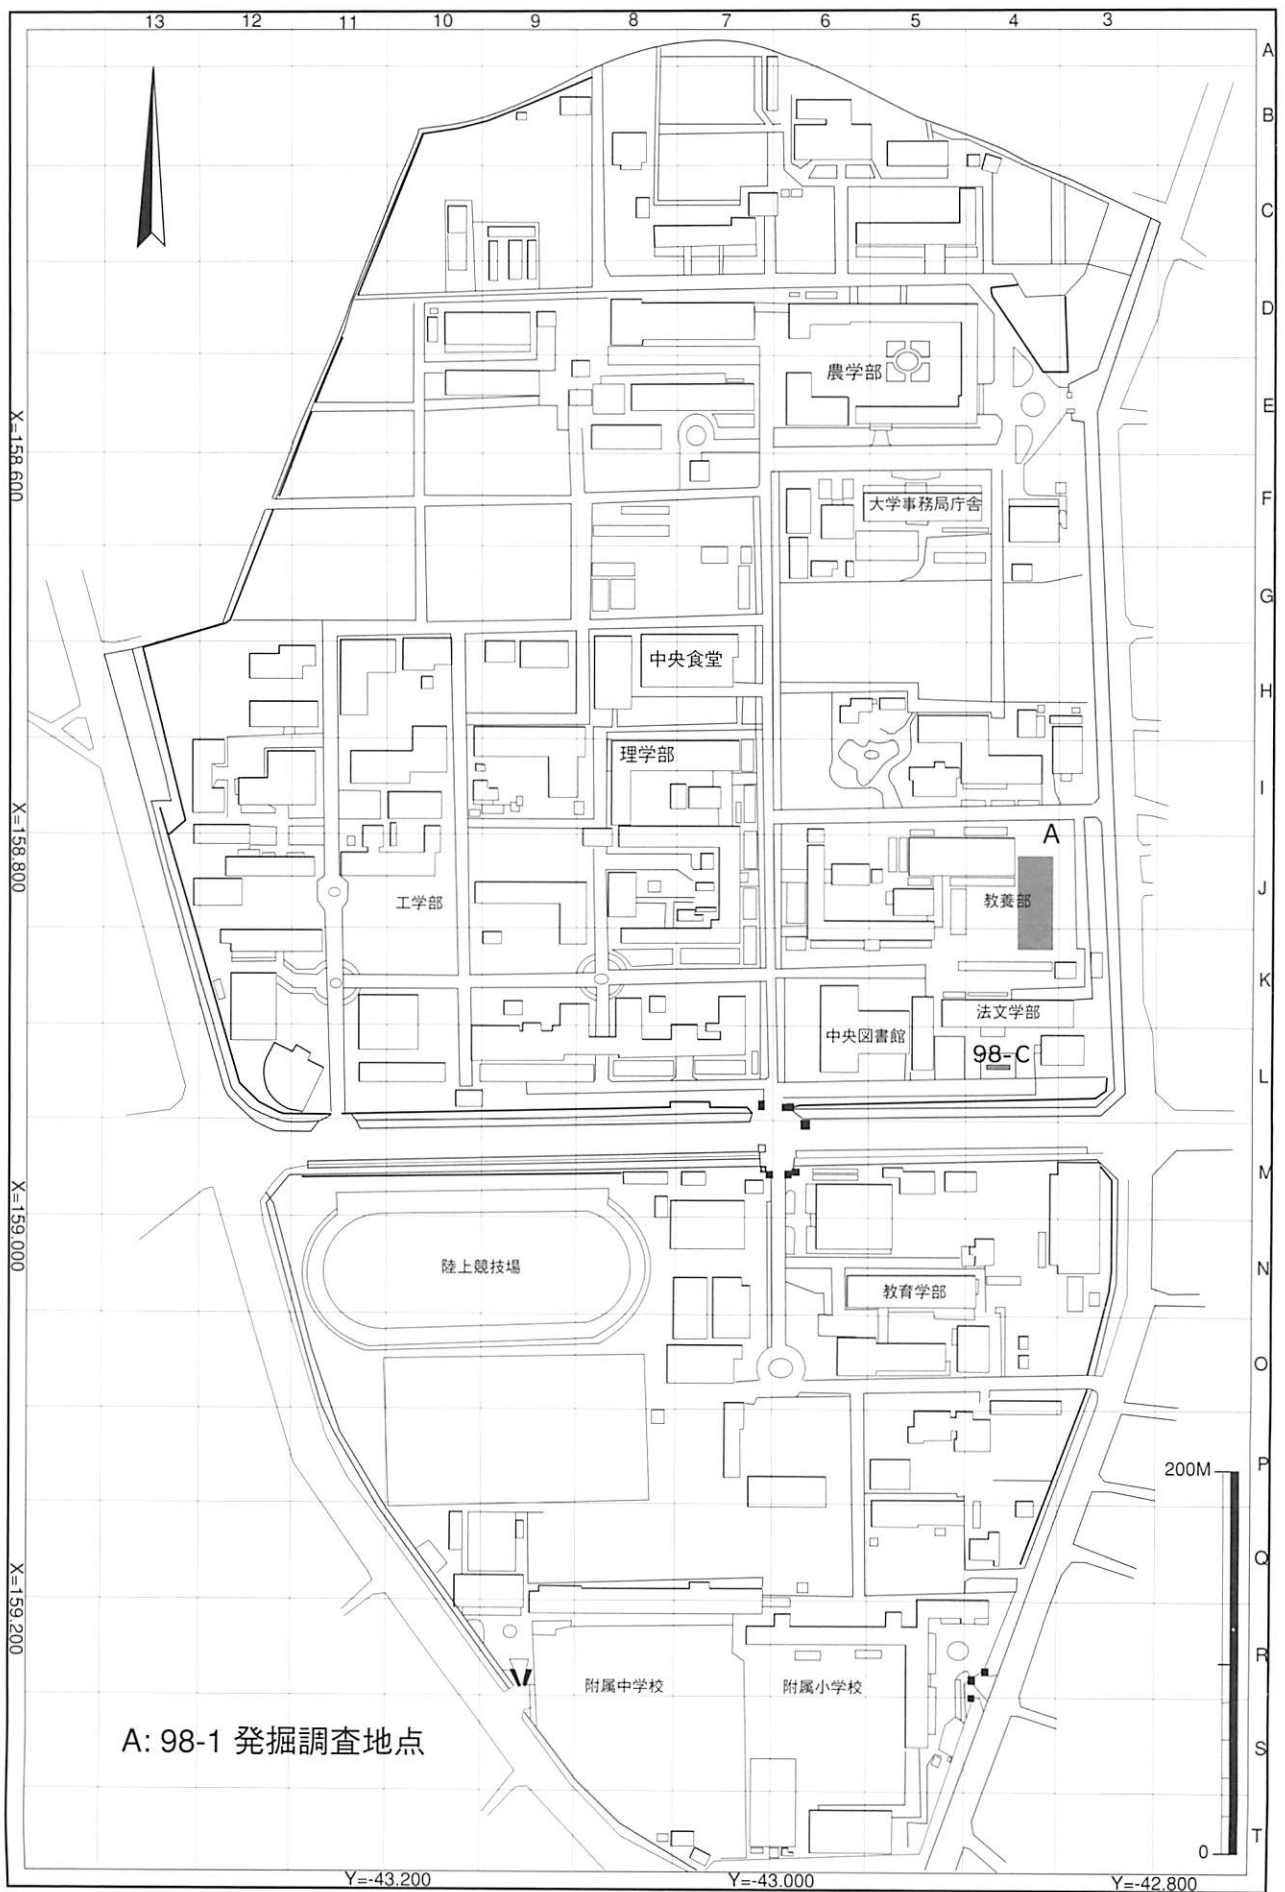 13 12 11 10 9 8 7 6 5 4 3
A
B
C
D
農学部
E
X=158.600
F
大学事務局庁舎
G
中央食堂
H
理学部
I
X=158.800
A
J
教養部
工学部
K
法文学部
中央図書館
98-C
L
M
X=159.000
陸上競技場
N
教育学部
O
P
200M
Q
X=159.200
R
附属中学校
附属小学校
A: 98-1 発掘調査地点
S
T
0
Y=-43.200 Y=-43.000 Y=-42.800